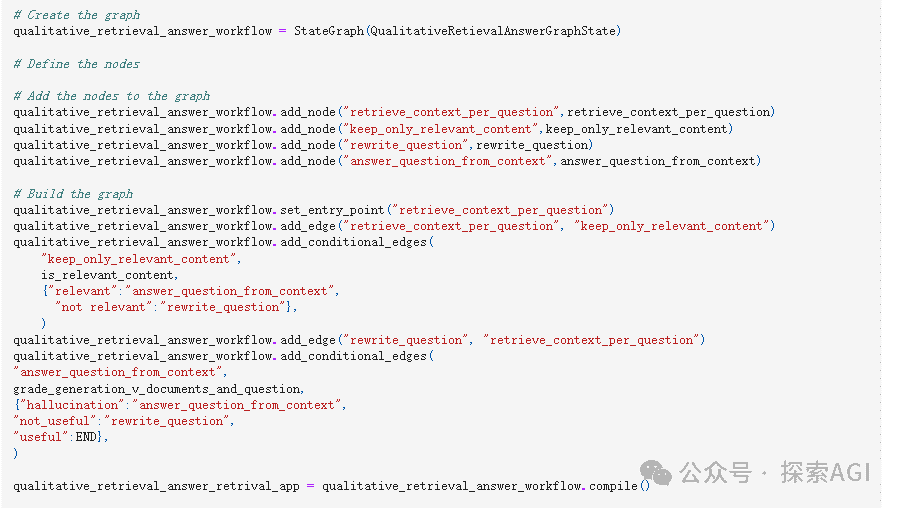 # Create the graph
qualitative_retrieval_answer_workflow = StateGraph(QualitativeRetievalAnswerGraphState)
# Define the nodes
# Add the nodes to the graph
qualitative_retrieval_answer_workflow.add_node("retrieve_context_per_question",retrieve_context_per_question)
qualitative_retrieval_answer_workflow.add_node("keep_only_relevant_content",keep_only_relevant_content)
qualitative_retrieval_answer_workflow.add_node("rewrite_question",rewrite_question)
qualitative_retrieval_answer_workflow.add_node("answer_question_from_context",answer_question_from_context)
# Build the graph
qualitative_retrieval_answer_workflow.set_entry_point("retrieve_context_per_question")
qualitative_retrieval_answer_workflow.add_edge("retrieve_context_per_question", "keep_only_relevant_content")
qualitative_retrieval_answer_workflow.add_conditional_edges(
    "keep_only_relevant_content",
    is_relevant_content,
    {"relevant":"answer_question_from_context",
      "not relevant":"rewrite_question"},
    )
qualitative_retrieval_answer_workflow.add_edge("rewrite_question", "retrieve_context_per_question")
qualitative_retrieval_answer_workflow.add_conditional_edges(
"answer_question_from_context",
grade_generation_v_documents_and_question,
{"hallucination":"answer_question_from_context",
"not_useful":"rewrite_question",
"useful":END},
)
qualitative_retrieval_answer_retrival_app = qualitative_retrieval_answer_workflow.compile()
公众号 · 探索AGI